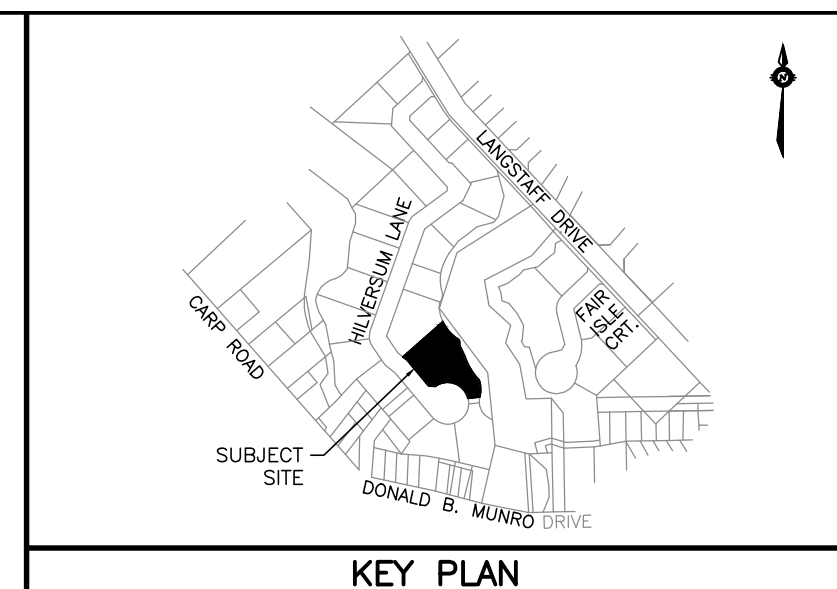 N
LANGSTAFF DRIVE
HILVERSUM LANE
FAIR
ISLE
CRT.
CARP ROAD
SUBJECT
SITE
DONALD B. MUNRO DRIVE
KEY PLAN